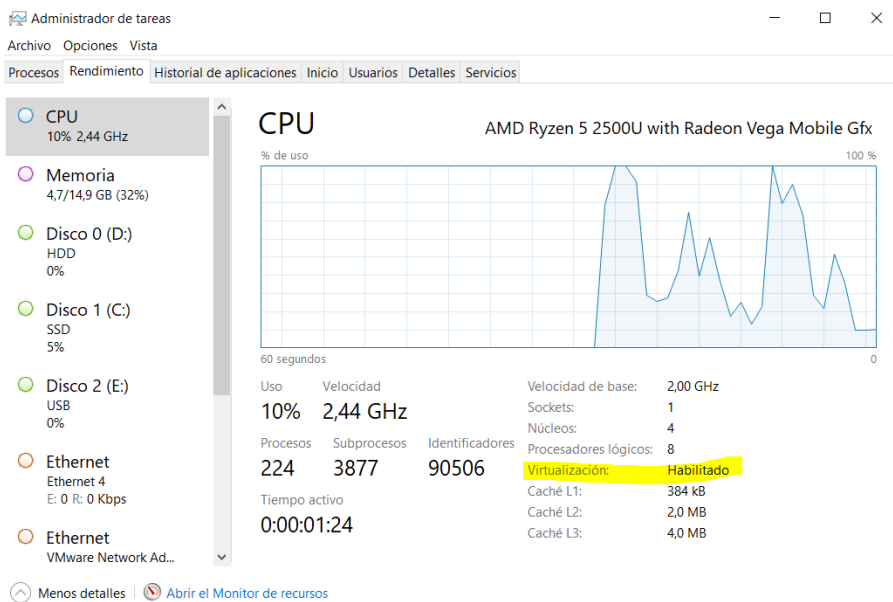 Administrador de tareas
Archivo Opciones Vista
Procesos Rendimiento Historial de aplicaciones Inicio Usuarios Detalles Servicios
CPU
10% 2,44 GHz
Memoria
4,7/14,9 GB (32%)
Disco 0 (D:)
HDD
0%
Disco 1 (C:)
SSD
5%
Disco 2 (E:)
USB
0%
Ethernet
Ethernet 4
E: 0 R: 0 Kbps
Ethernet
VMware Network Ad...
CPU
AMD Ryzen 5 2500U with Radeon Vega Mobile Gfx
% de uso 100 %
60 segundos 0
Uso Velocidad
10% 2,44 GHz
Procesos Subprocesos Identificadores
224 3877 90506
Tiempo activo
0:00:01:24
Velocidad de base: 2,00 GHz
Sockets: 1
Núcleos: 4
Procesadores lógicos: 8
Virtualización: Habilitado
Caché L1: 384 kB
Caché L2: 2,0 MB
Caché L3: 4,0 MB
Menos detalles Abrir el Monitor de recursos